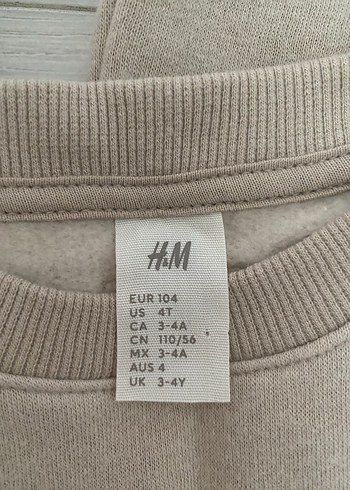 H&M
EUR 104
US 4T
CA 3-4A
CN 110/56
MX 3-4A
AUS 4
UK 3-4Y